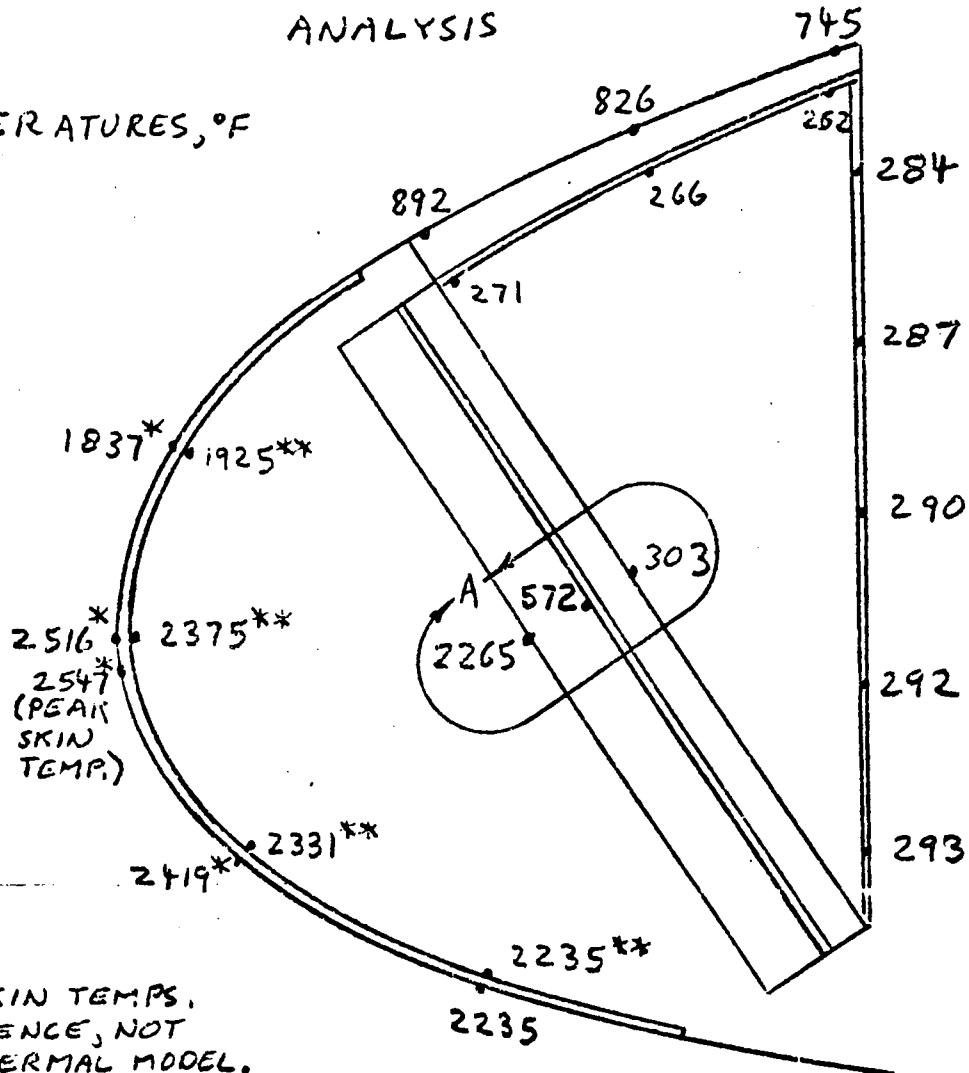 ANALYSIS
745
ERATURES, °F
826
262
284
892
266
271
287
1837*
1925**
290
303
A
572
2516*
2375**
2265
2547*
(PEAK
SKIN
TEMP.)
292
2331**
2419*
293
2235**
KIN TEMPS.
2235
ENCE, NOT
ERMAL MODEL.